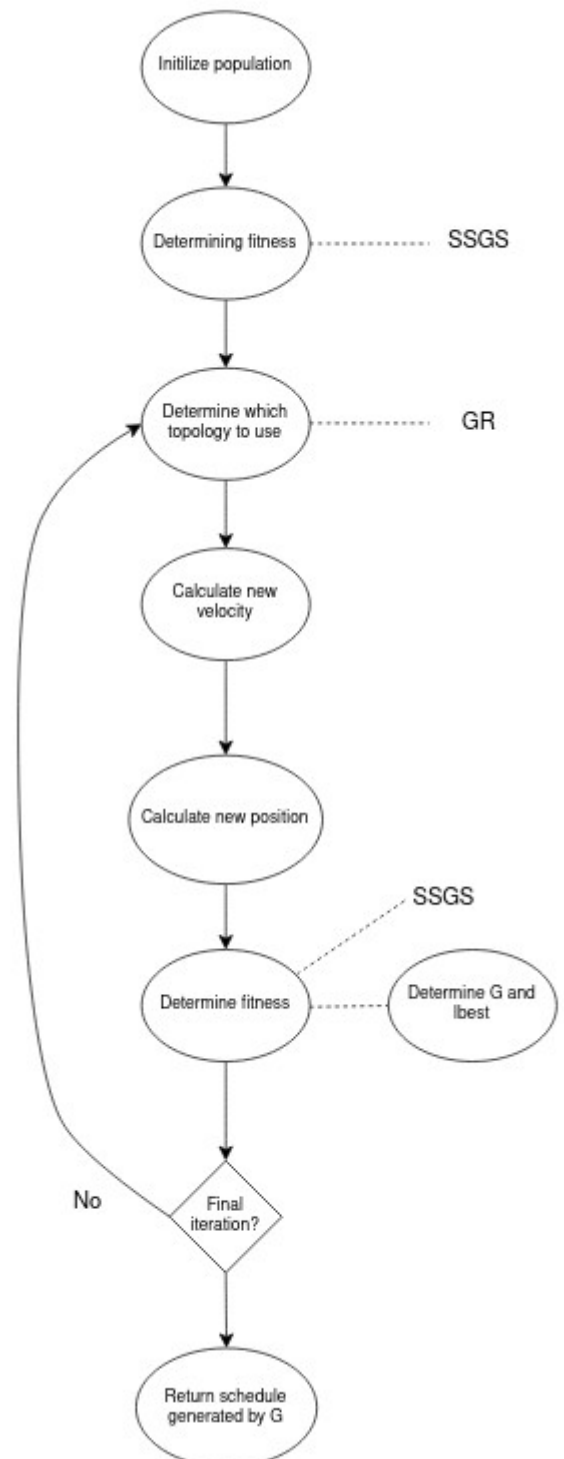 Initilize population
Determining fitness
SSGS
Determine which
topology to use
GR
Calculate new
velocity
Calculate new position
SSGS
Determine fitness
Determine G and
lbest
No
Final
iteration?
Return schedule
generated by G